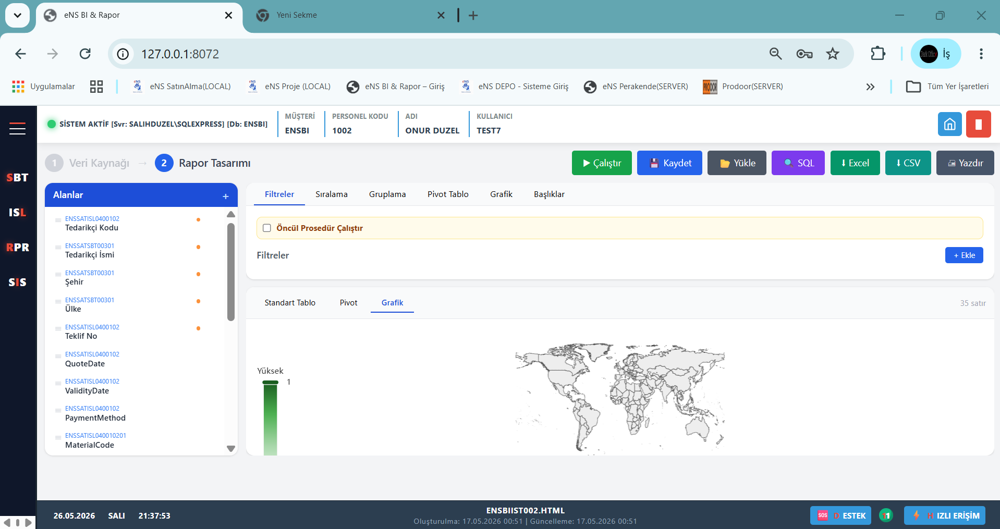 eNS BI & Rapor
Yeni Sekme
127.0.0.1:8072
İş
Uygulamalar
eNS SatınAlma(LOCAL)
eNS Proje (LOCAL)
eNS BI & Rapor – Giriş
eNS DEPO - Sisteme Giriş
eNS Perakende(SERVER)
Prodoor(SERVER)
Tüm Yer İşaretleri
SİSTEM AKTİF [Svr: SALIHDUZEL\SQLEXPRESS] [Db: ENSBI]
MÜŞTERİ
ENSBI
PERSONEL KODU
1002
ADI
ONUR DUZEL
KULLANICI
TEST7
SBT
ISL
RPR
SIS
1 Veri Kaynağı → 2 Rapor Tasarımı
Çalıştır
Kaydet
Yükle
SQL
Excel
CSV
Yazdır
Alanlar
+
ENSSATISL0400102
Tedarikçi Kodu
ENSSATSBT00301
Tedarikçi İsmi
ENSSATSBT00301
Şehir
ENSSATSBT00301
Ülke
ENSSATISL0400102
Teklif No
ENSSATISL0400102
QuoteDate
ENSSATISL0400102
ValidityDate
ENSSATISL0400102
PaymentMethod
ENSSATISL040010201
MaterialCode
Filtreler
Sıralama
Gruplama
Pivot Tablo
Grafik
Başlıklar
Öncül Prosedür Çalıştır
Filtreler
+ Ekle
Standart Tablo
Pivot
Grafik
35 satır
Yüksek
1
26.05.2026
SALI
21:37:53
ENSBIIST002.HTML
Oluşturulma: 17.05.2026 00:51 | Güncelleme: 17.05.2026 00:51
SOS D ESTEK
H IZLI ERİŞİM